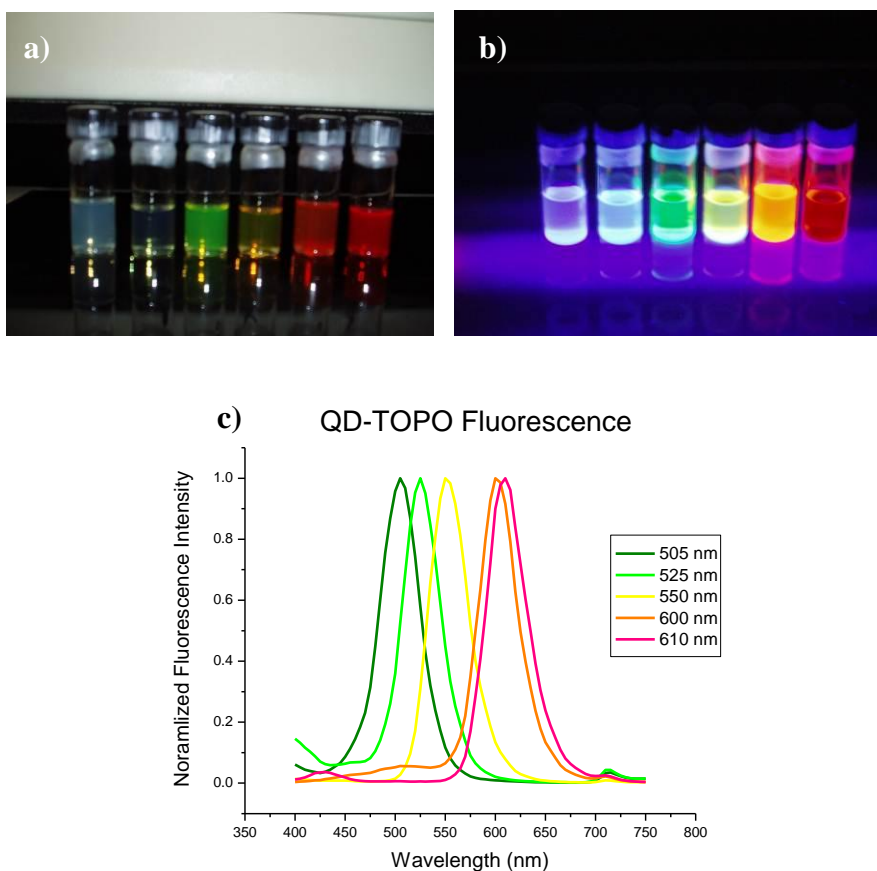 a)
b)
c)
QD-TOPO Fluorescence
Noramlized Fluorescence Intensity
1.0
0.8
0.6
0.4
0.2
0.0
505 nm
525 nm
550 nm
600 nm
610 nm
350 400 450 500 550 600 650 700 750 800
Wavelength (nm)